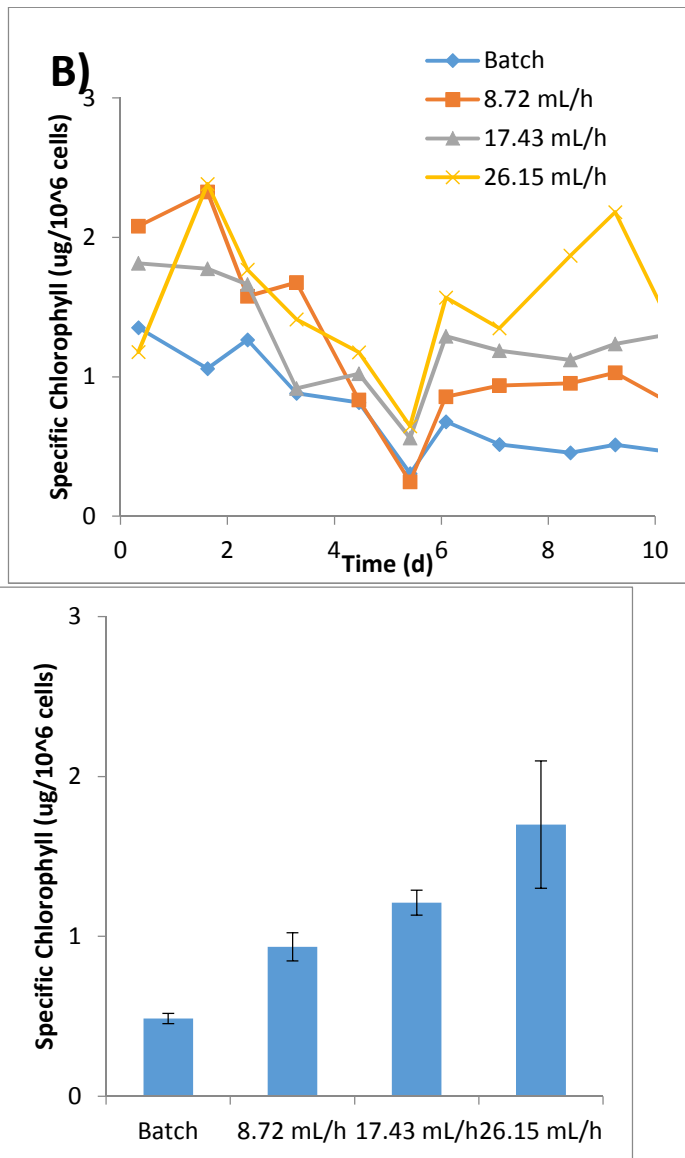 B)
Batch
8.72 mL/h
17.43 mL/h
26.15 mL/h
Specific Chlorophyll (ug/10^6 cells)
3
2
1
0
0 2 4 6 8 10
Time (d)
Specific Chlorophyll (ug/10^6 cells)
3
2
1
0
Batch 8.72 mL/h 17.43 mL/h 26.15 mL/h